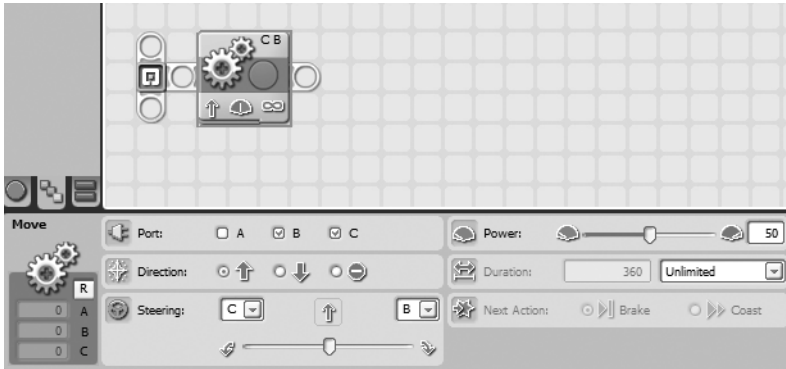 C B
Move
R
0 A
0 B
0 C
Port: A B C
Direction:
Steering: C B
Power: 50
Duration: 360 Unlimited
Next Action: Brake Coast